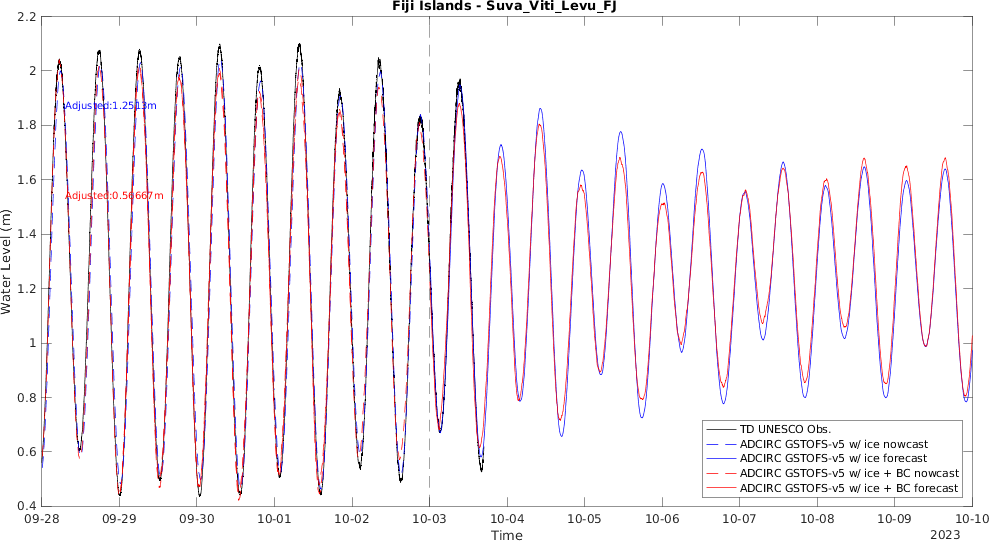 Fiji Islands - Suva_Viti_Levu_FJ
2.2
2
1.8
1.6
1.4
1.2
1
0.8
0.6
0.4
Water Level (m)
Adjusted:1.2513m
Adjusted:0.56667m
TD UNESCO Obs.
ADCIRC GSTOFS-v5 w/ ice nowcast
ADCIRC GSTOFS-v5 w/ ice forecast
ADCIRC GSTOFS-v5 w/ ice + BC nowcast
ADCIRC GSTOFS-v5 w/ ice + BC forecast
09-28 09-29 09-30 10-01 10-02 10-03 10-04 10-05 10-06 10-07 10-08 10-09 10-10
Time
2023